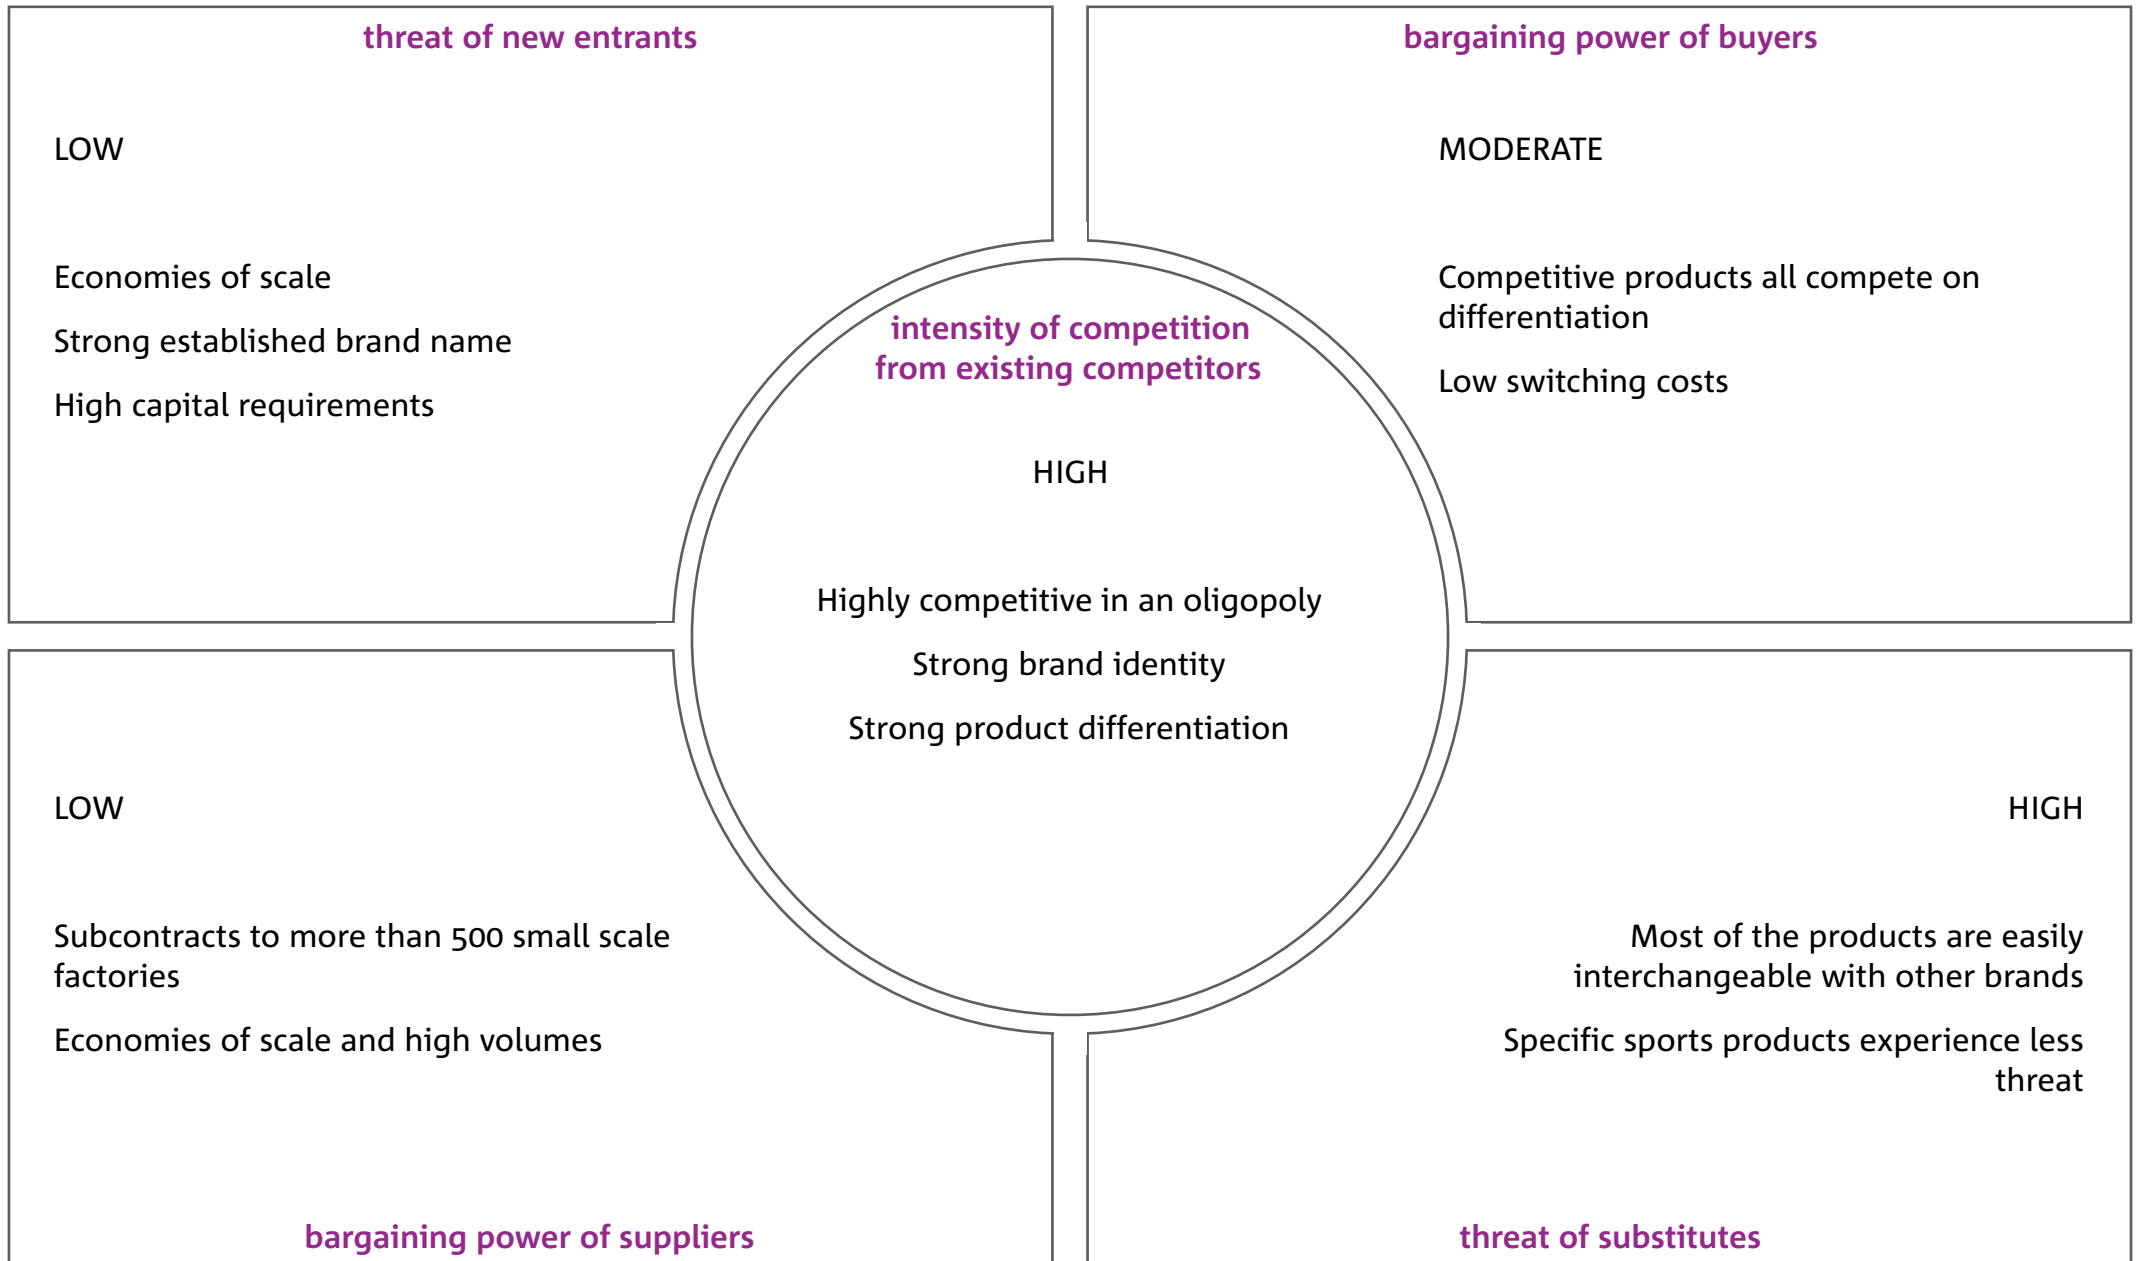 threat of new entrants
LOW
Economies of scale
Strong established brand name
High capital requirements
bargaining power of buyers
MODERATE
Competitive products all compete on
differentiation
Low switching costs
intensity of competition
from existing competitors
HIGH
Highly competitive in an oligopoly
Strong brand identity
Strong product differentiation
LOW
Subcontracts to more than 500 small scale
factories
Economies of scale and high volumes
bargaining power of suppliers
HIGH
Most of the products are easily
interchangeable with other brands
Specific sports products experience less
threat
threat of substitutes